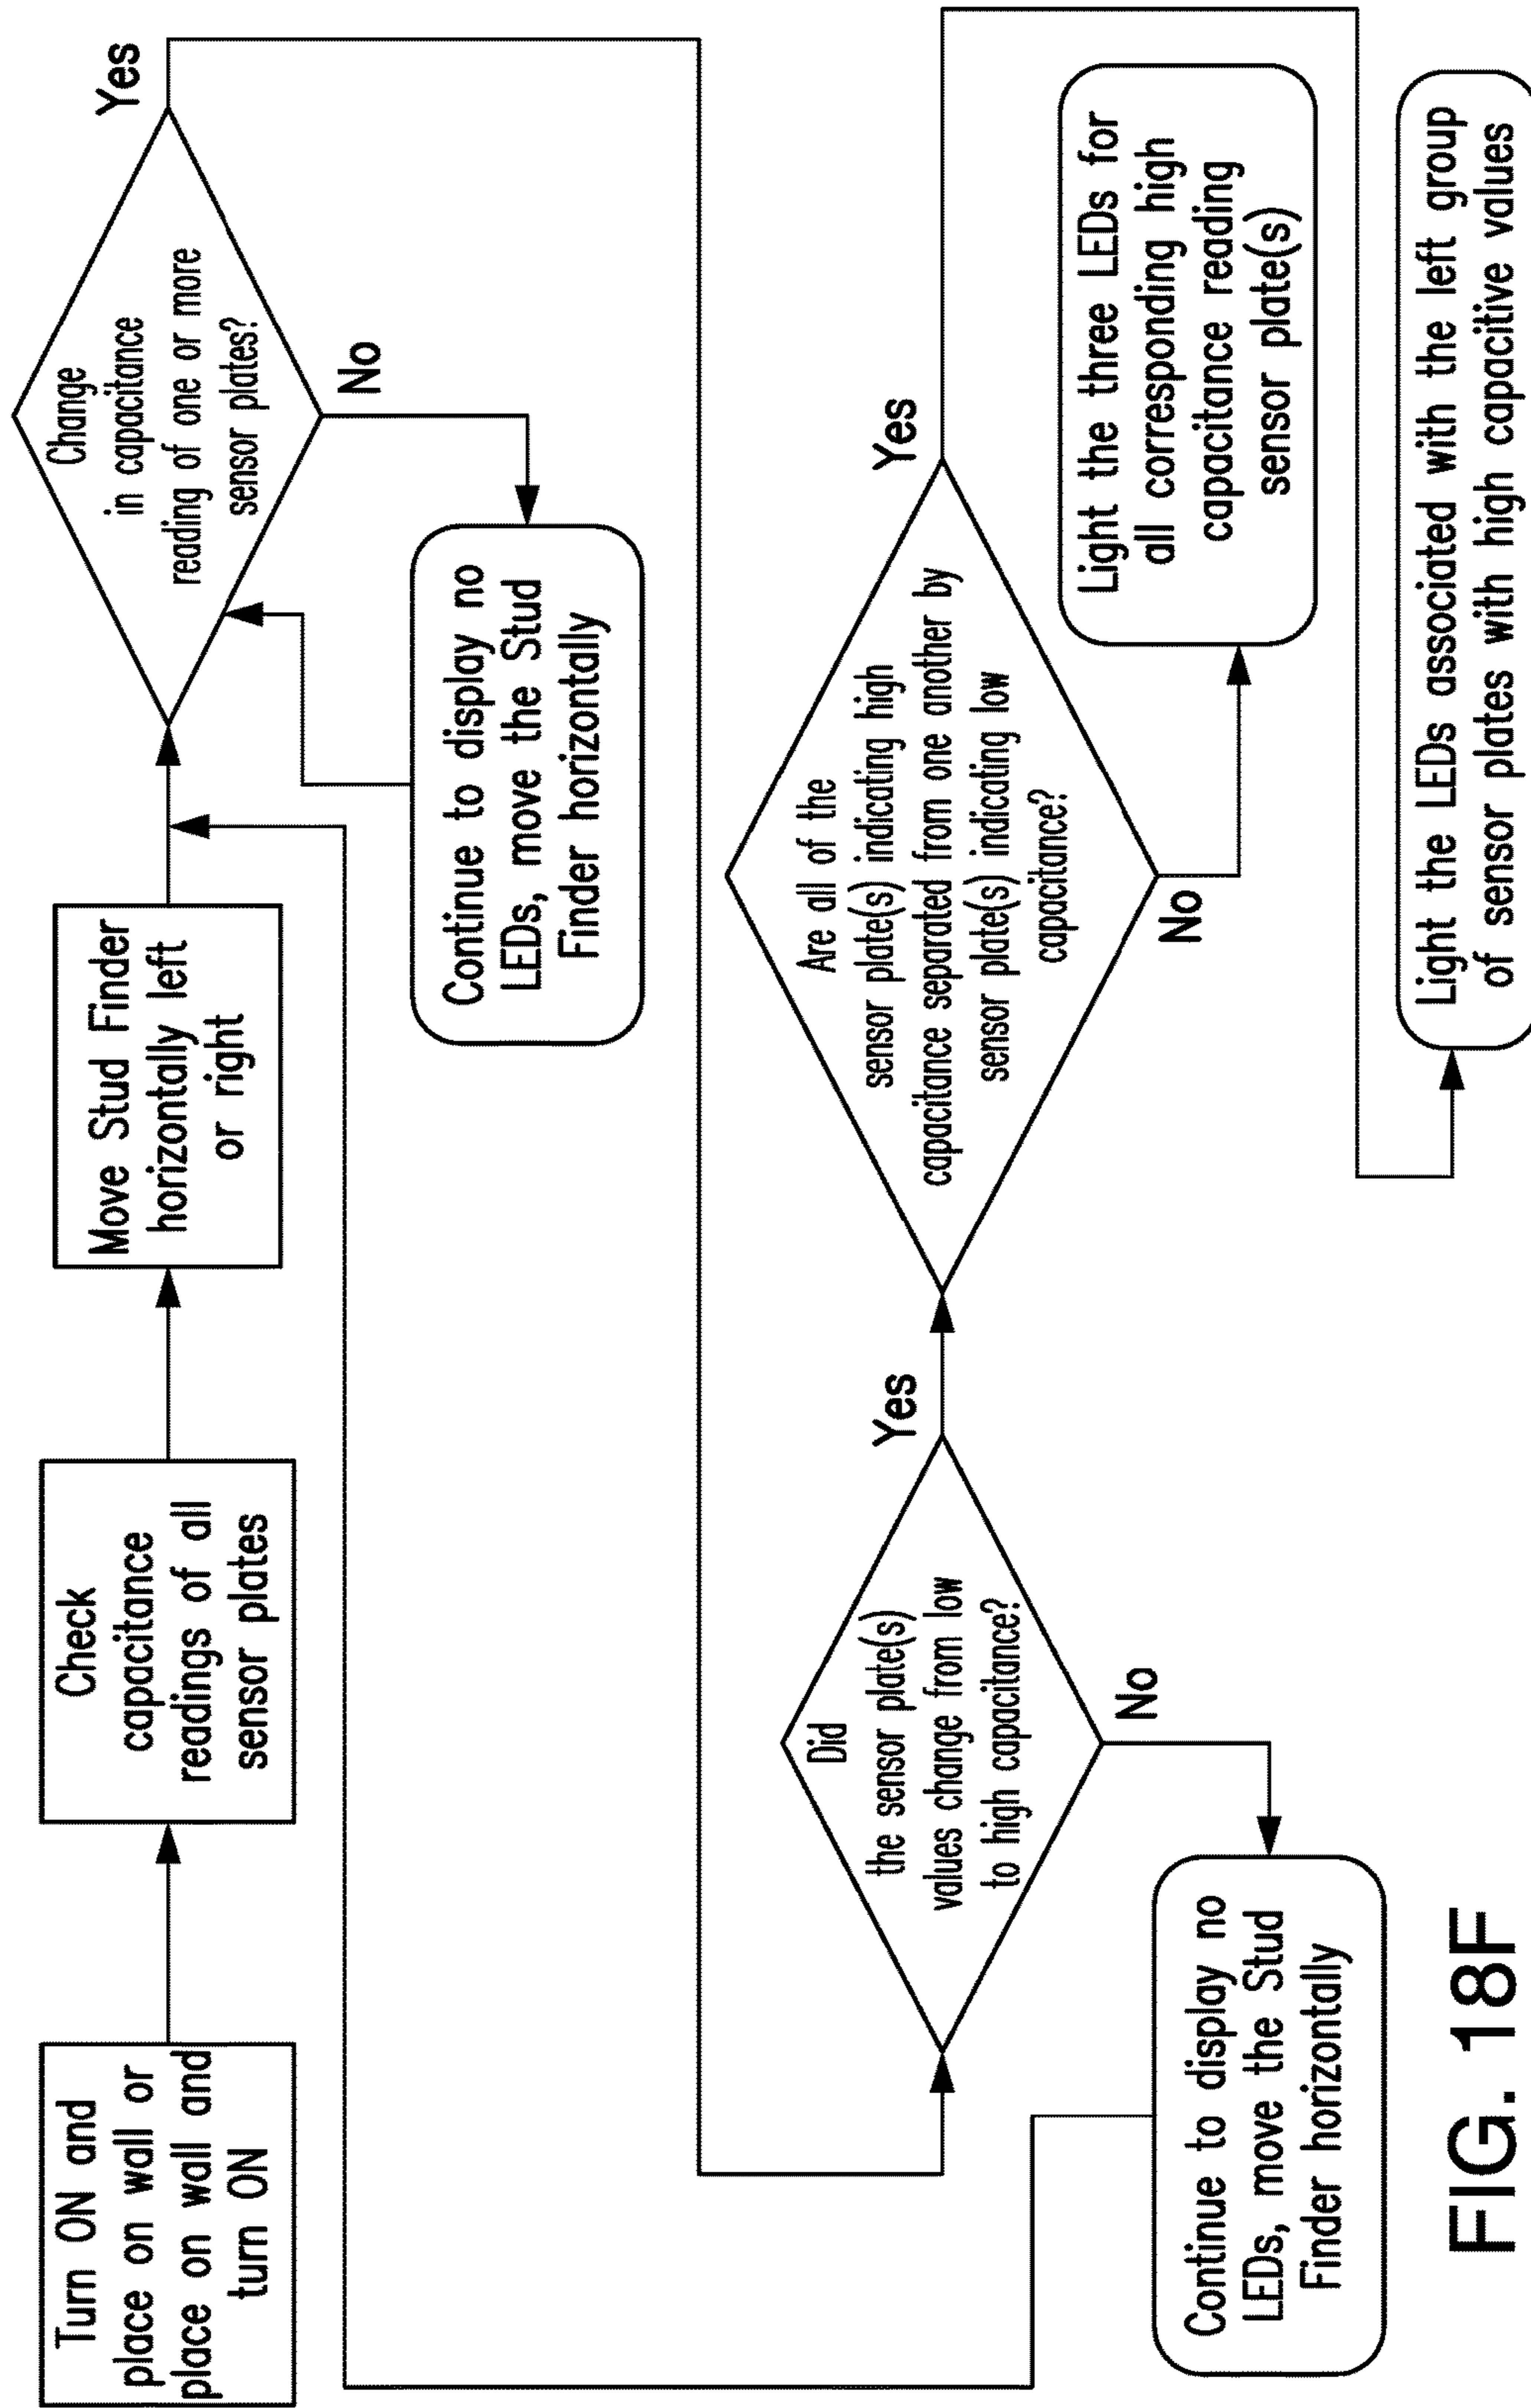 Turn ON and
place on wall or
place on wall and
turn ON
Check
capacitance
readings of all
sensor plates
Move Stud Finder
horizontally left
or right
Change
in capacitance
reading of one or more
sensor plates?
Yes
No
Continue to display no
LEDs, move the Stud
Finder horizontally
Did
the sensor plate(s)
values change from low
to high capacitance?
Yes
No
Continue to display no
LEDs, move the Stud
Finder horizontally
Are all of the
sensor plate(s) indicating high
capacitance separated from one another by
sensor plate(s) indicating low
capacitance?
Yes
No
Light the three LEDs for
all corresponding high
capacitance reading
sensor plate(s)
Light the LEDs associated with the left group
of sensor plates with high capacitive values
FIG. 18F